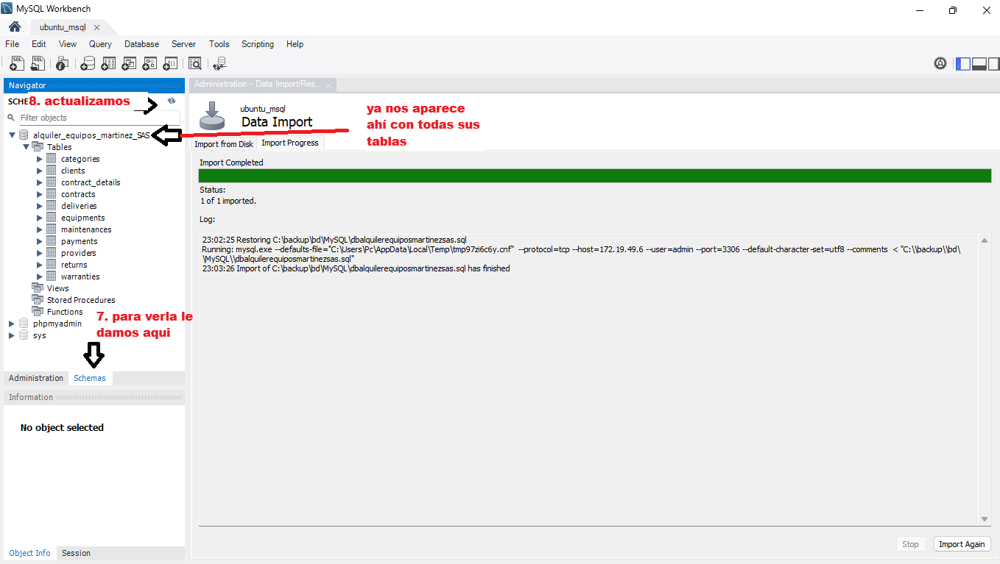 MySQL Workbench
ubuntu_msql
File Edit View Query Database Server Tools Scripting Help
Navigator
SCHE
8. actualizamos
Filter objects
alquiler_equipos_martinez_SAS
Tables
categories
clients
contract_details
contracts
deliveries
equipments
maintenances
payments
providers
returns
warranties
Views
Stored Procedures
Functions
phpmyadmin
sys
7. para verla le
damos aqui
Administration Schemas
Information
No object selected
Object Info Session
Administration - Data Import/Res...
ubuntu_msql
Data Import
ya nos aparece
ahí con todas sus
tablas
Import from Disk Import Progress
Import Completed
Status:
1 of 1 imported.
Log:
23:02:25 Restoring C:\backup\bd\MySQL\dbalquilerequiposmartinezsas.sql
Running: mysql.exe --defaults-file="C:\Users\Pc\AppData\Local\Temp\tmp97zi6c6y.cnf" --protocol=tcp --host=172.19.49.6 --user=admin --port=3306 --default-character-set=utf8 --comments < "C:\\backup\\bd\
\MySQL\\dbalquilerequiposmartinezsas.sql"
23:03:26 Import of C:\backup\bd\MySQL\dbalquilerequiposmartinezsas.sql has finished
Stop Import Again